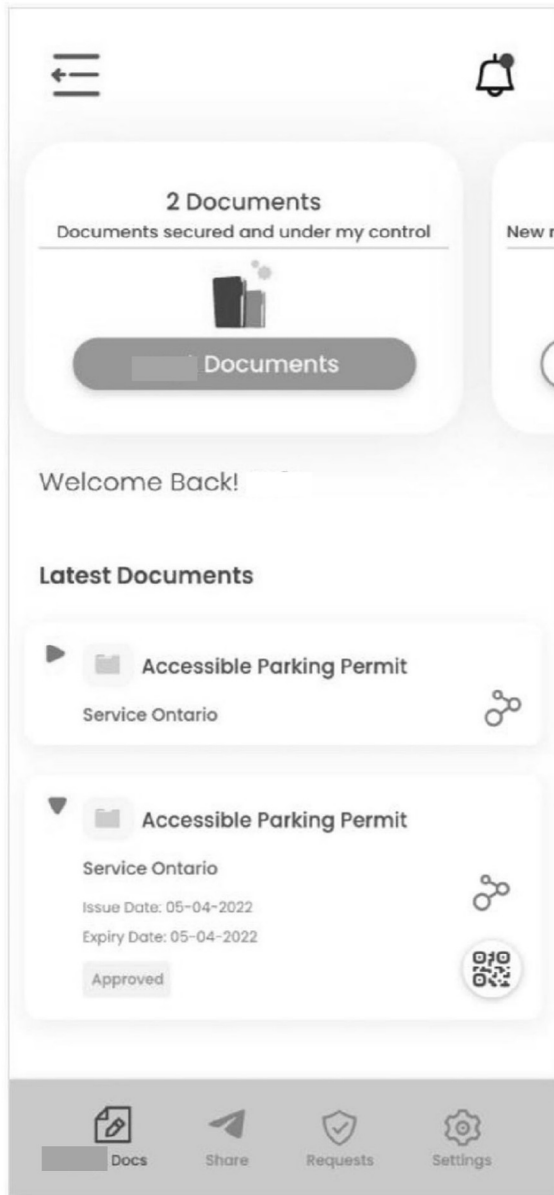 2 Documents
Documents secured and under my control
New
Documents
Welcome Back!
Latest Documents
Accessible Parking Permit
Service Ontario
Accessible Parking Permit
Service Ontario
Issue Date: 05-04-2022
Expiry Date: 05-04-2022
Approved
Docs
Share
Requests
Settings